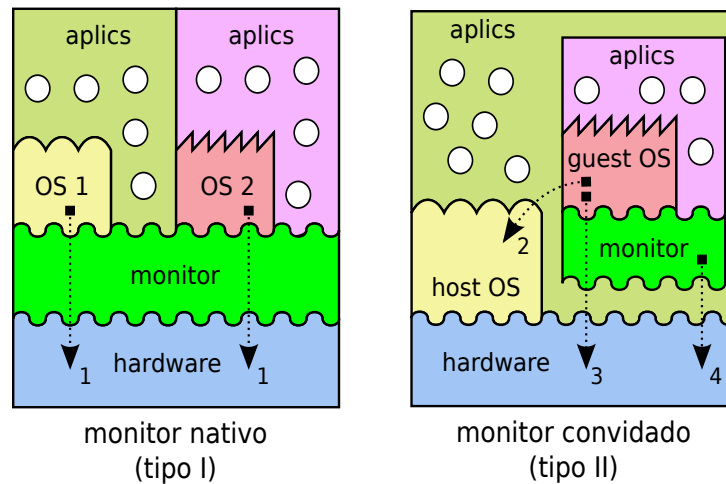 aplics
aplics
OS 1
OS 2
monitor
hardware
1
1
monitor nativo
(tipo I)
aplics
aplics
guest OS
2
monitor
host OS
hardware
3
4
monitor convidado
(tipo II)